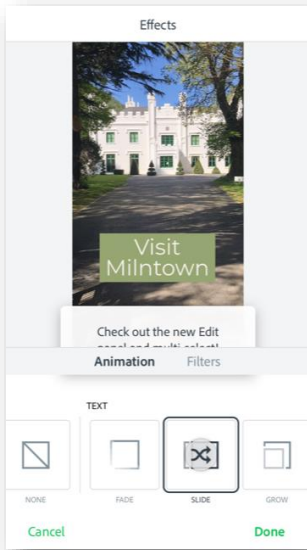 Effects
Visit
Milntown
Check out the new Edit
panel and multi-select!
Animation
Filters
TEXT
NONE
FADE
SLIDE
GROW
Cancel
Done